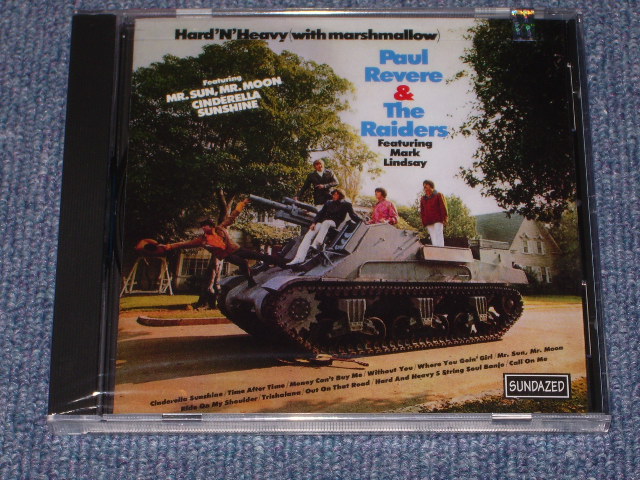 Hard'N'Heavy (with marshmallow)
Paul
Revere
& The
Raiders
Featuring
Mark
Lindsay
Featuring
MR. SUN, MR. MOON
CINDERELLA
SUNSHINE
Cinderella Sunshine/Time After Time/Money Can't Buy Me/Without You/Where You Goin' Girl/Mr. Sun, Mr. Moon
Ride On My Shoulder/Trishalana/Out On That Road/Hard And Heavy 5 String Soul Banjo/Call On Me
SUNDAZED